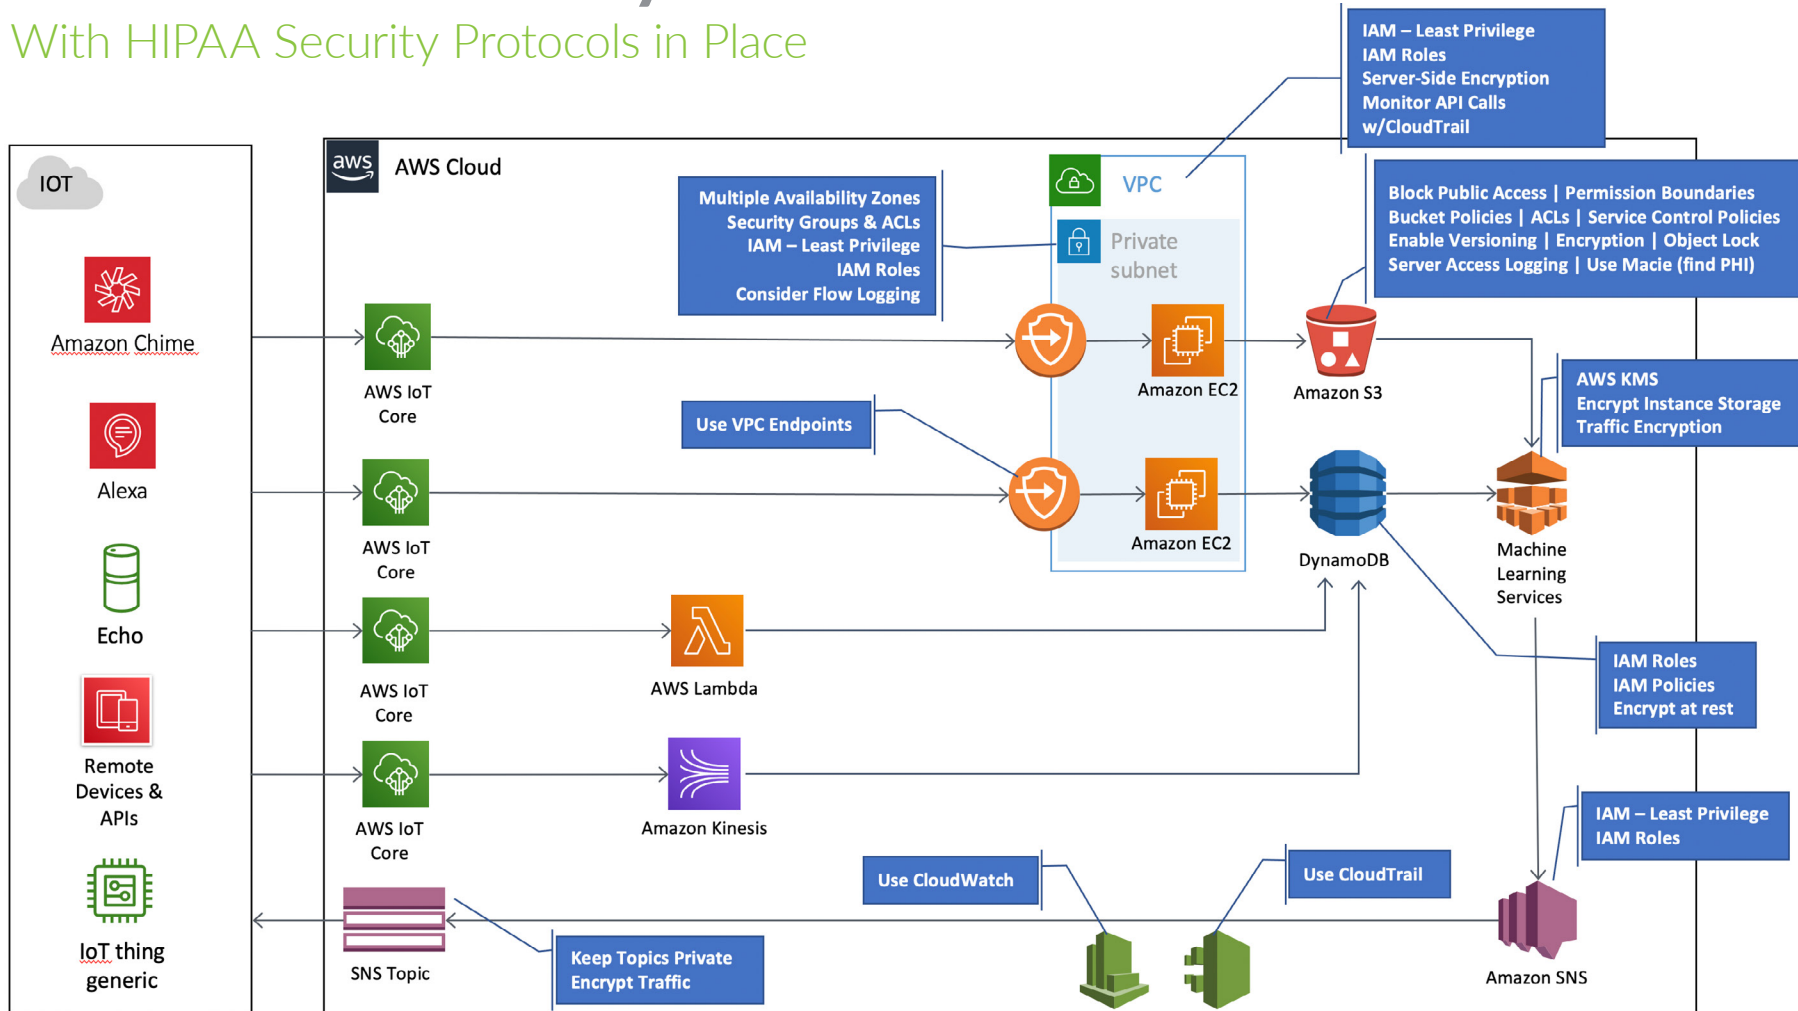 With HIPAA Security Protocols in Place
IAM – Least Privilege
IAM Roles
Server-Side Encryption
Monitor API Calls
w/CloudTrail
IOT
aws
AWS Cloud
VPC
Private
subnet
Multiple Availability Zones
Security Groups & ACLs
IAM – Least Privilege
IAM Roles
Consider Flow Logging
Block Public Access | Permission Boundaries
Bucket Policies | ACLs | Service Control Policies
Enable Versioning | Encryption | Object Lock
Server Access Logging | Use Macie (find PHI)
Amazon Chime
AWS IoT
Core
Amazon EC2
Amazon S3
AWS KMS
Encrypt Instance Storage
Traffic Encryption
Use VPC Endpoints
Alexa
AWS IoT
Core
Amazon EC2
DynamoDB
Machine
Learning
Services
Echo
AWS IoT
Core
AWS Lambda
IAM Roles
IAM Policies
Encrypt at rest
Remote
Devices &
APIs
AWS IoT
Core
Amazon Kinesis
IAM – Least Privilege
IAM Roles
Use CloudWatch
Use CloudTrail
IoT thing
generic
SNS Topic
Keep Topics Private
Encrypt Traffic
Amazon SNS